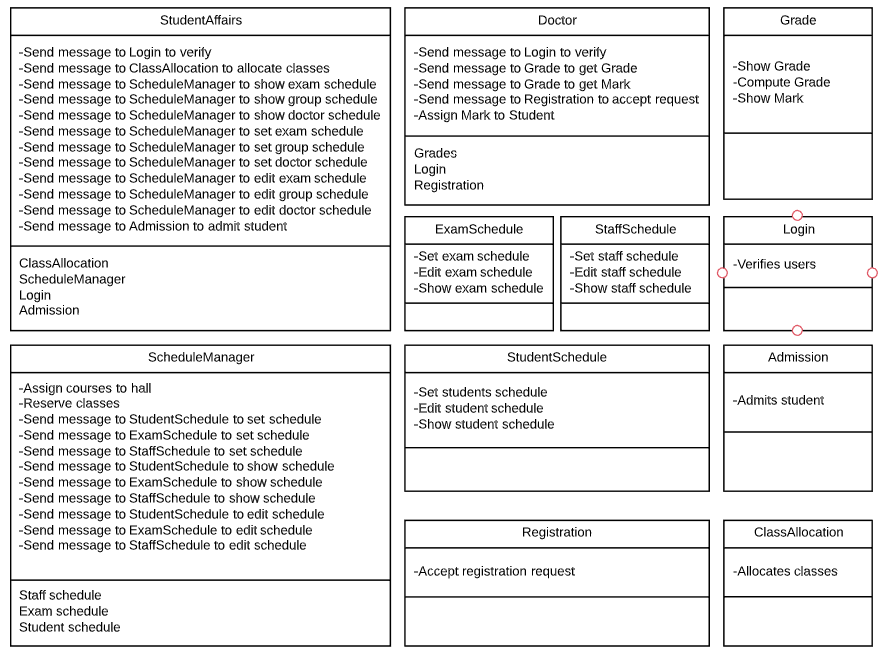 StudentAffairs
-Send message to Login to verify
-Send message to ClassAllocation to allocate classes
-Send message to ScheduleManager to show exam schedule
-Send message to ScheduleManager to show group schedule
-Send message to ScheduleManager to show doctor schedule
-Send message to ScheduleManager to set exam schedule
-Send message to ScheduleManager to set group schedule
-Send message to ScheduleManager to set doctor schedule
-Send message to ScheduleManager to edit exam schedule
-Send message to ScheduleManager to edit group schedule
-Send message to ScheduleManager to edit doctor schedule
-Send message to Admission to admit student
ClassAllocation
ScheduleManager
Login
Admission
Doctor
-Send message to Login to verify
-Send message to Grade to get Grade
-Send message to Grade to get Mark
-Send message to Registration to accept request
-Assign Mark to Student
Grades
Login
Registration
Grade
-Show Grade
-Compute Grade
-Show Mark
ExamSchedule
-Set exam schedule
-Edit exam schedule
-Show exam schedule
StaffSchedule
-Set staff schedule
-Edit staff schedule
-Show staff schedule
Login
-Verifies users
ScheduleManager
-Assign courses to hall
-Reserve classes
-Send message to StudentSchedule to set schedule
-Send message to ExamSchedule to set schedule
-Send message to StaffSchedule to set schedule
-Send message to StudentSchedule to show schedule
-Send message to ExamSchedule to show schedule
-Send message to StaffSchedule to show schedule
-Send message to StudentSchedule to edit schedule
-Send message to ExamSchedule to edit schedule
-Send message to StaffSchedule to edit schedule
Staff schedule
Exam schedule
Student schedule
StudentSchedule
-Set students schedule
-Edit student schedule
-Show student schedule
Admission
-Admits student
Registration
-Accept registration request
ClassAllocation
-Allocates classes